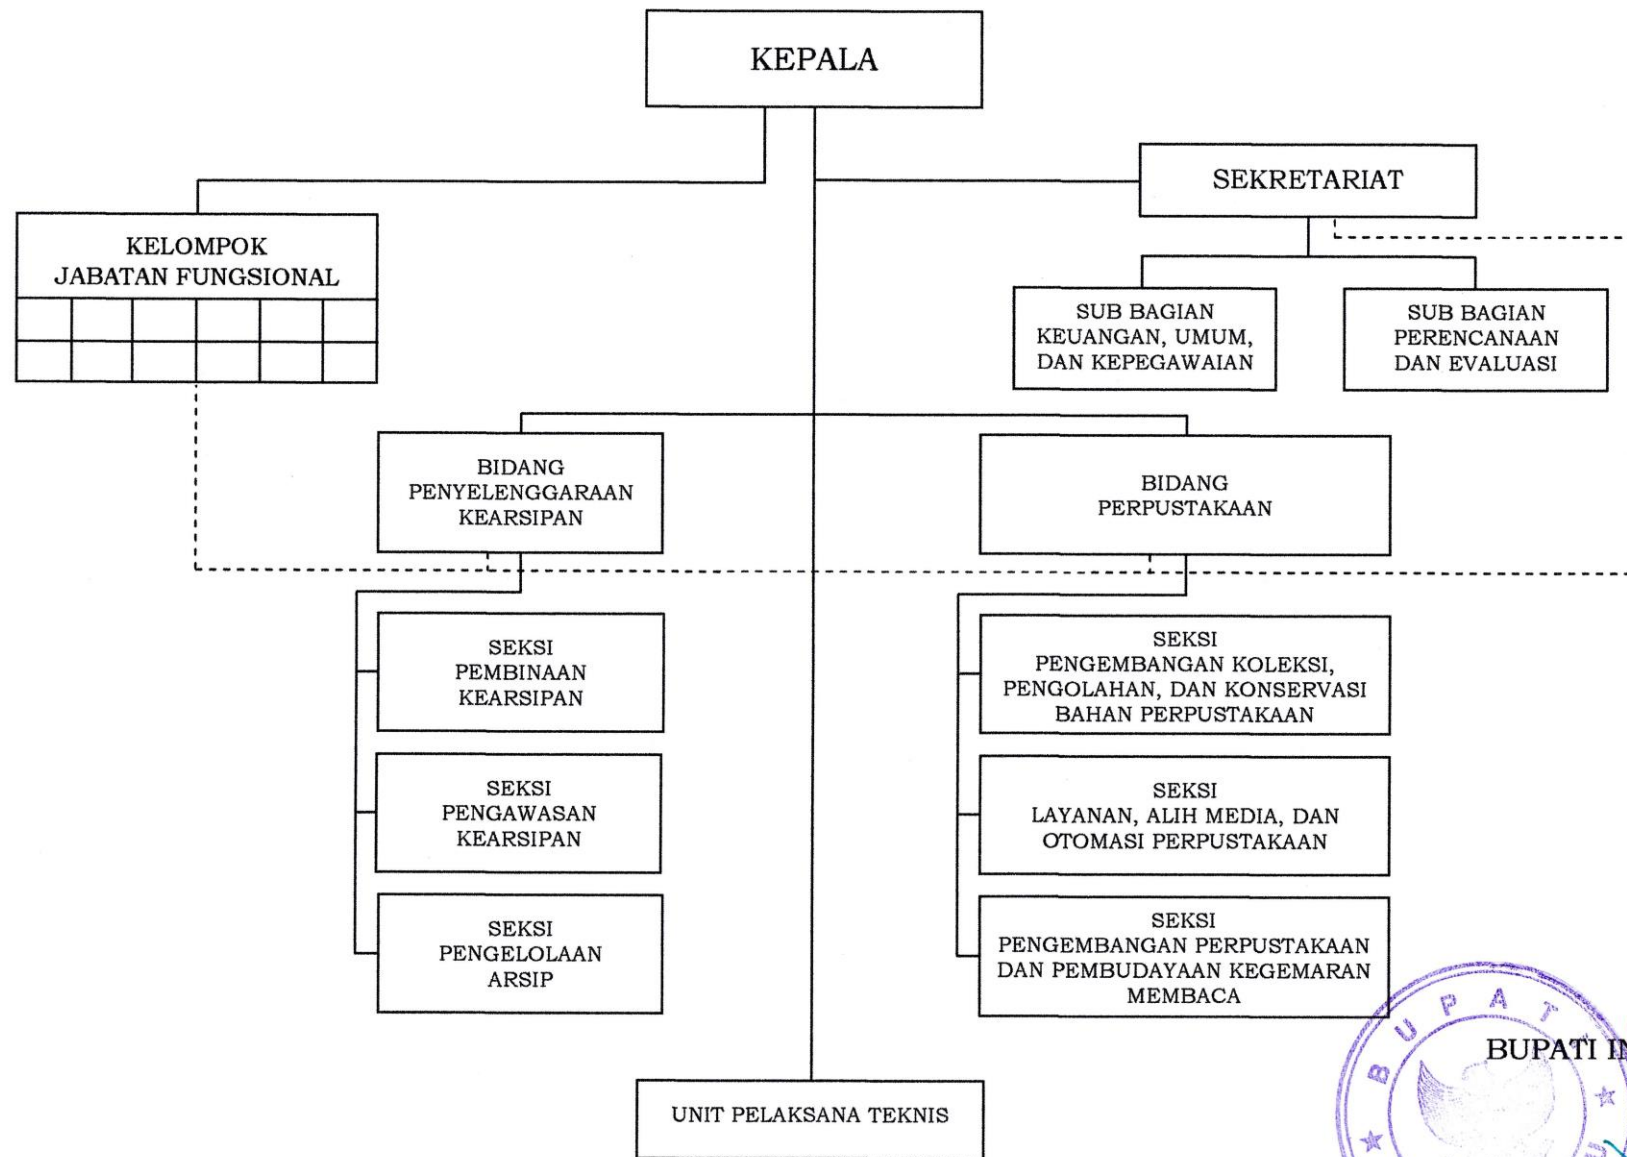 KEPALA
SEKRETARIAT
KELOMPOK
JABATAN FUNGSIONAL
SUB BAGIAN
KEUANGAN, UMUM,
DAN KEPEGAWAIAN
SUB BAGIAN
PERENCANAAN
DAN EVALUASI
BIDANG
PENYELENGGARAAN
KEARSIPAN
BIDANG
PERPUSTAKAAN
SEKSI
PEMBINAAN
KEARSIPAN
SEKSI
PENGAWASAN
KEARSIPAN
SEKSI
PENGELOLAAN
ARSIP
SEKSI
PENGEMBANGAN KOLEKSI,
PENGOLAHAN, DAN KONSERVASI
BAHAN PERPUSTAKAAN
SEKSI
LAYANAN, ALIH MEDIA, DAN
OTOMASI PERPUSTAKAAN
SEKSI
PENGEMBANGAN PERPUSTAKAAN
DAN PEMBUDAYAAN KEGEMARAN
MEMBACA
UNIT PELAKSANA TEKNIS
BUPATI
BUPATI